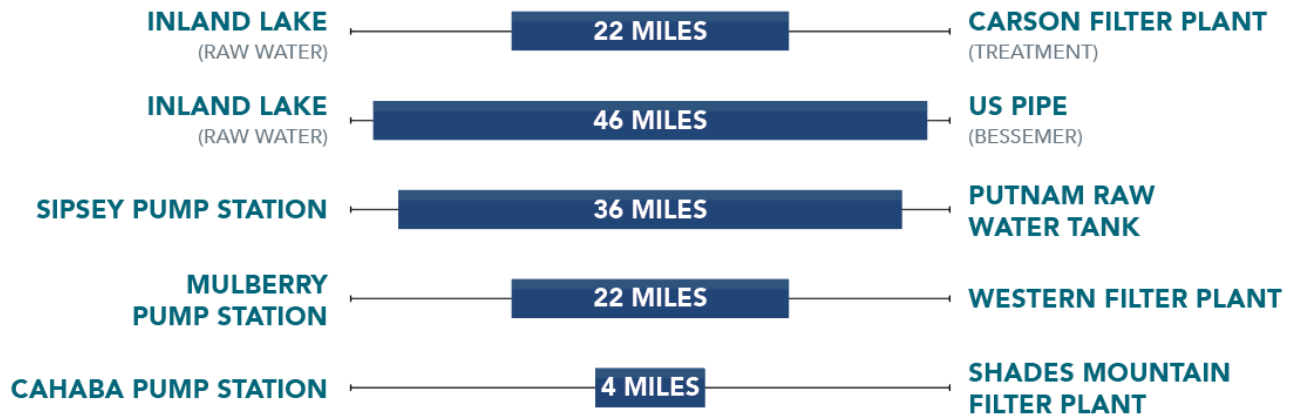 INLAND LAKE
(RAW WATER)
22 MILES
CARSON FILTER PLANT
(TREATMENT)
INLAND LAKE
(RAW WATER)
46 MILES
US PIPE
(BESSEMER)
SIPSEY PUMP STATION
36 MILES
PUTNAM RAW
WATER TANK
MULBERRY
PUMP STATION
22 MILES
WESTERN FILTER PLANT
CAHABA PUMP STATION
4 MILES
SHADES MOUNTAIN
FILTER PLANT